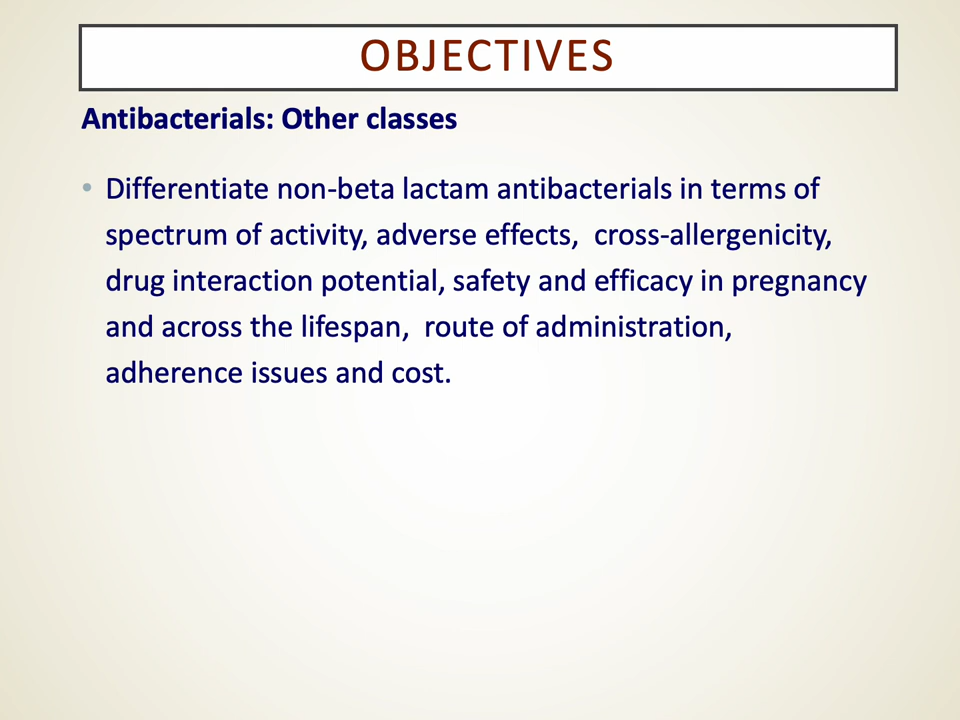 OBJECTIVES
Antibacterials: Other classes
• Differentiate non-beta lactam antibacterials in terms of
spectrum of activity, adverse effects,  cross-allergenicity,
drug interaction potential, safety and efficacy in pregnancy
and across the lifespan,  route of administration,
adherence issues and cost.